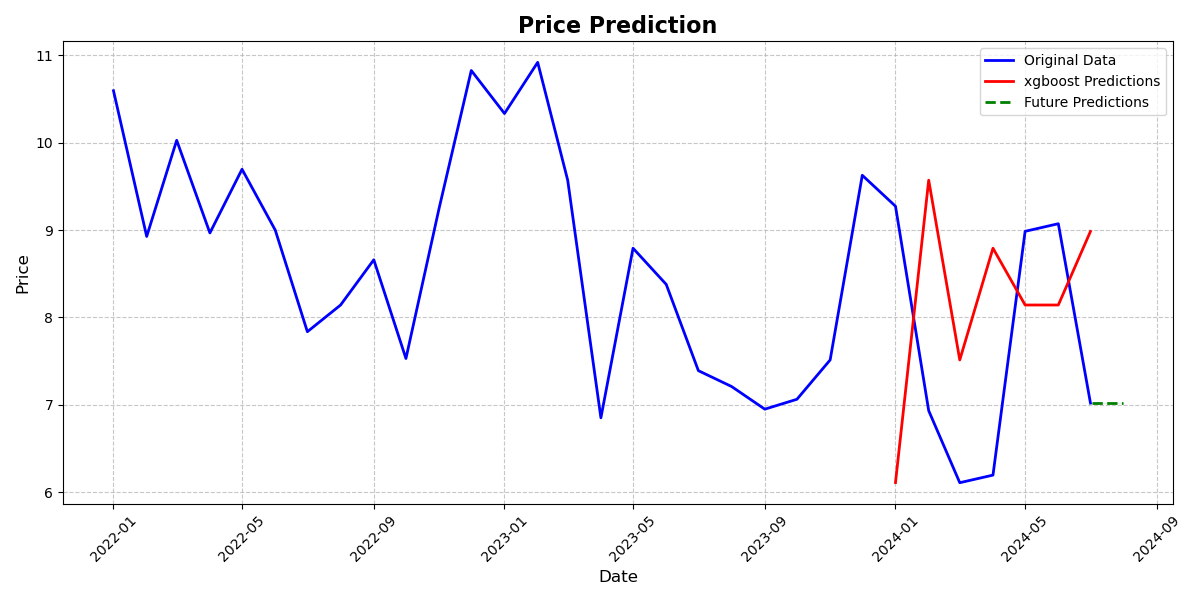 Price Prediction
Original Data
xgboost Predictions
Future Predictions
Price
11
10
9
8
7
6
2022-01
2022-05
2022-09
2023-01
2023-05
2023-09
2024-01
2024-05
2024-09
Date